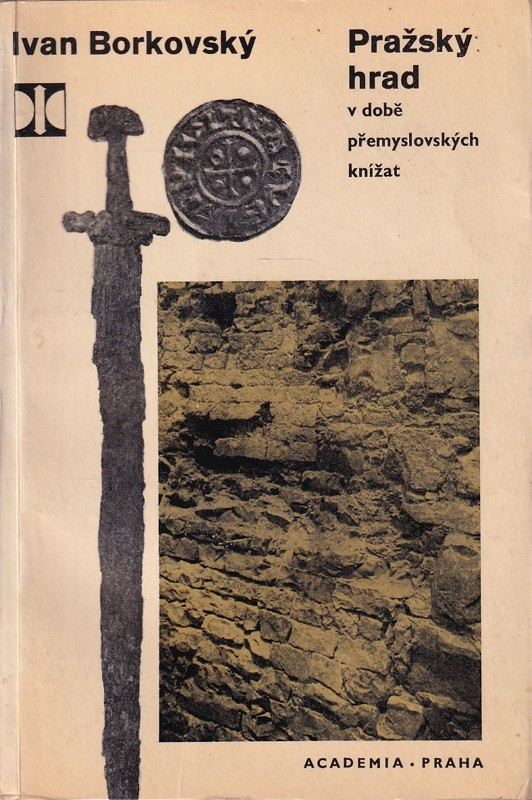 Ivan Borkovský
Pražský
hrad
v době
přemyslovských
knížat
ACADEMIA • PRAHA